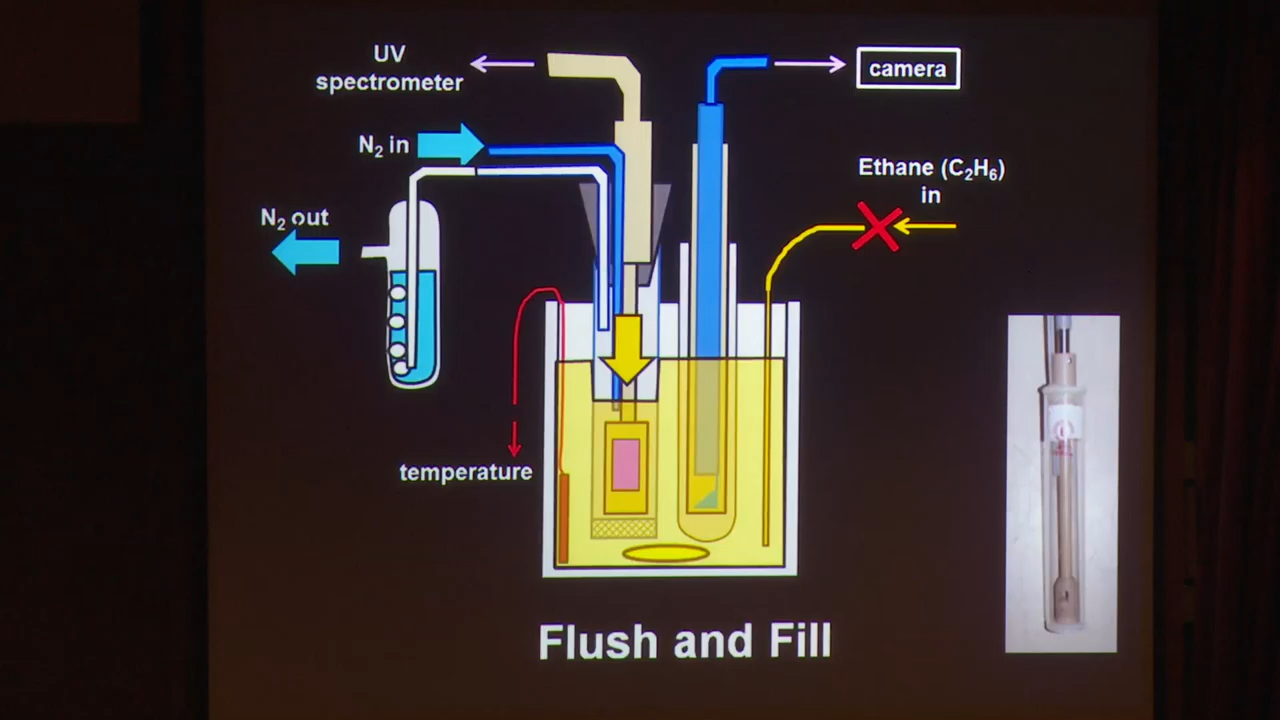 UV
spectrometer
camera
N₂ in
Ethane (C₂H₆)
in
N₂ out
temperature
Flush and Fill